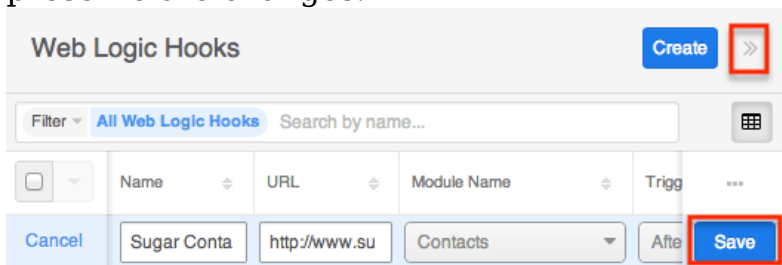 Web Logic Hooks Create »
Filter All Web Logic Hooks Search by name...
Name URL Module Name Trigg
Cancel Sugar Conta http://www.su Contacts Afte Save